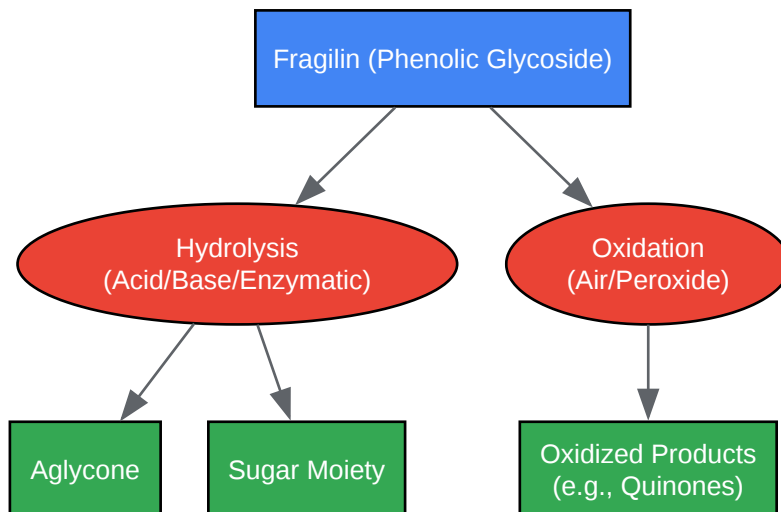 Fragilin (Phenolic Glycoside)
Hydrolysis
(Acid/Base/Enzymatic)
Oxidation
(Air/Peroxide)
Aglycone
Sugar Moiety
Oxidized Products
(e.g., Quinones)